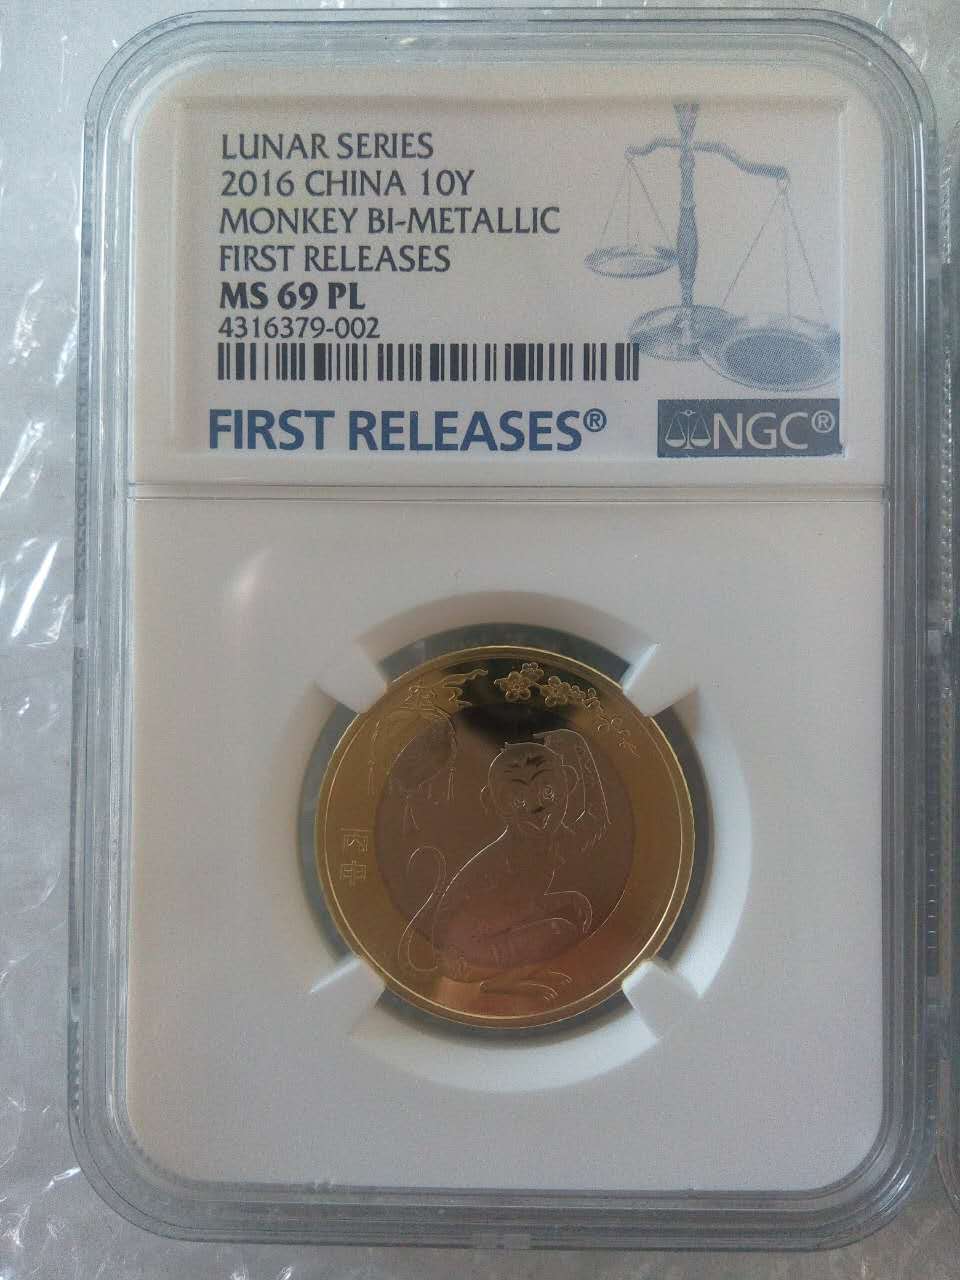 LUNAR SERIES
2016 CHINA 10Y
MONKEY BI-METALLIC
FIRST RELEASES
MS 69 PL
4316379-002
FIRST RELEASES®
NGC®
丙申